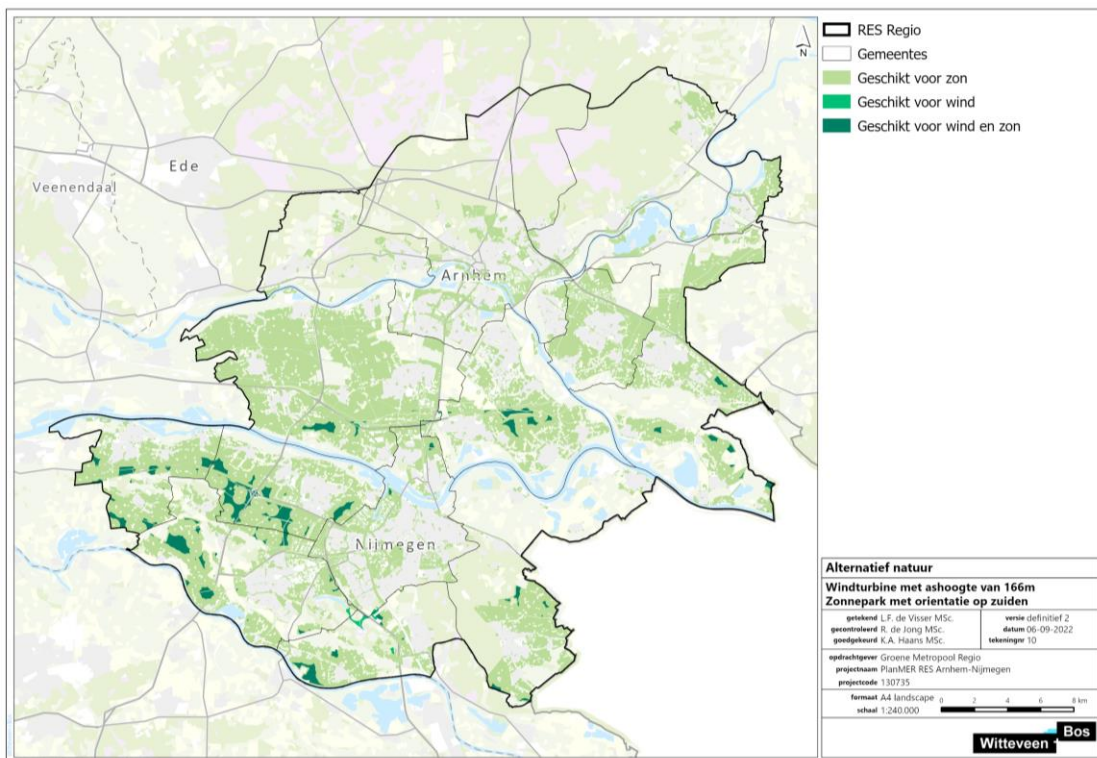 RES Regio
Gemeentes
Geschikt voor zon
Geschikt voor wind
Geschikt voor wind en zon
N
Ede
Veenendaal
Arnhem
Nijmegen
Alternatief natuur
Windturbine met ashoogte van 166m
Zonnepark met orientatie op zuiden
getekend L.F. de Visser MSc. versie definitief 2
gecontroleerd R. de Jong MSc. datum 06-09-2022
goedgekeurd K.A. Haans MSc. tekeningnr 10
opdrachtgever Groene Metropool Regio
projectnaam PlanMER RES Arnhem-Nijmegen
projectcode 130735
formaat A4 landscape
schaal 1:240.000
0 2 4 6 8 km
Witteveen + Bos